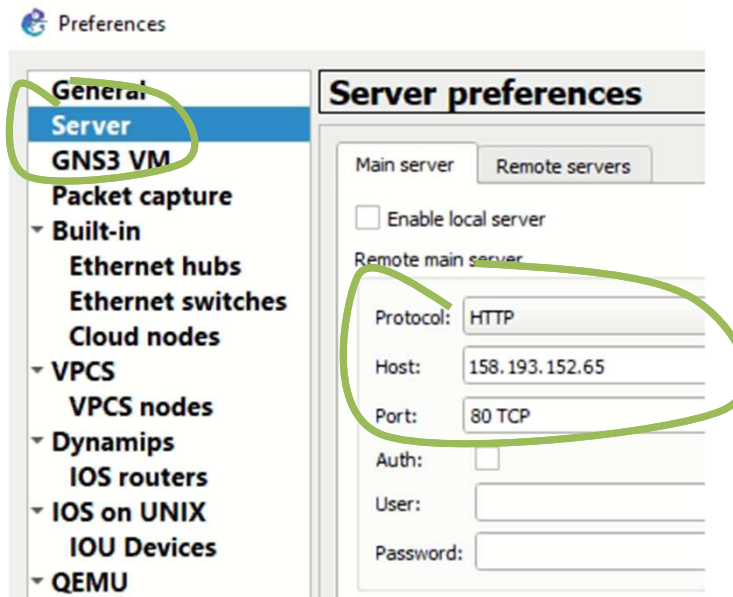 Preferences
General
Server
GNS3 VM
Packet capture
Built-in
Ethernet hubs
Ethernet switches
Cloud nodes
VPCS
VPCS nodes
Dynamips
IOS routers
IOS on UNIX
IOU Devices
QEMU
Server preferences
Main server
Remote servers
Enable local server
Remote main server
Protocol: HTTP
Host: 158.193.152.65
Port: 80 TCP
Auth:
User:
Password: